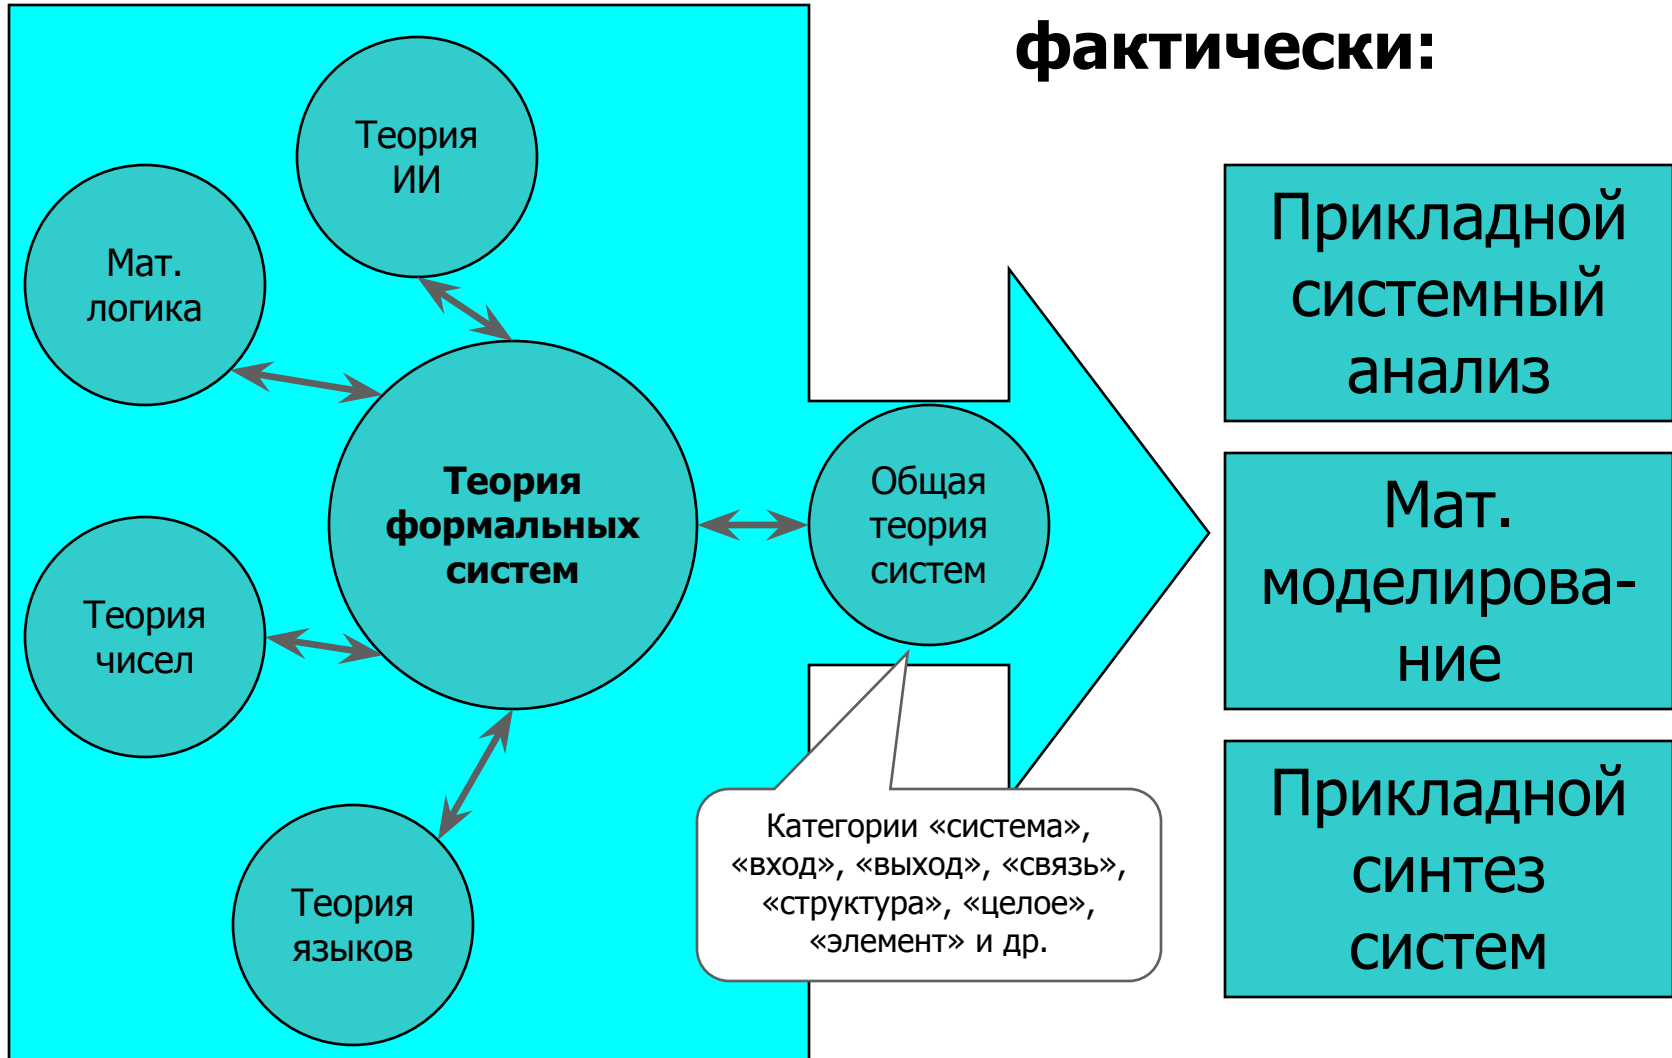 фактически:
Теория
ИИ
Мат.
логика
Теория
формальных
систем
Общая
теория
систем
Теория
чисел
Теория
языков
Категории «система»,
«вход», «выход», «связь»,
«структура», «целое»,
«элемент» и др.
Прикладной
системный
анализ
Мат.
моделирова-
ние
Прикладной
синтез
систем